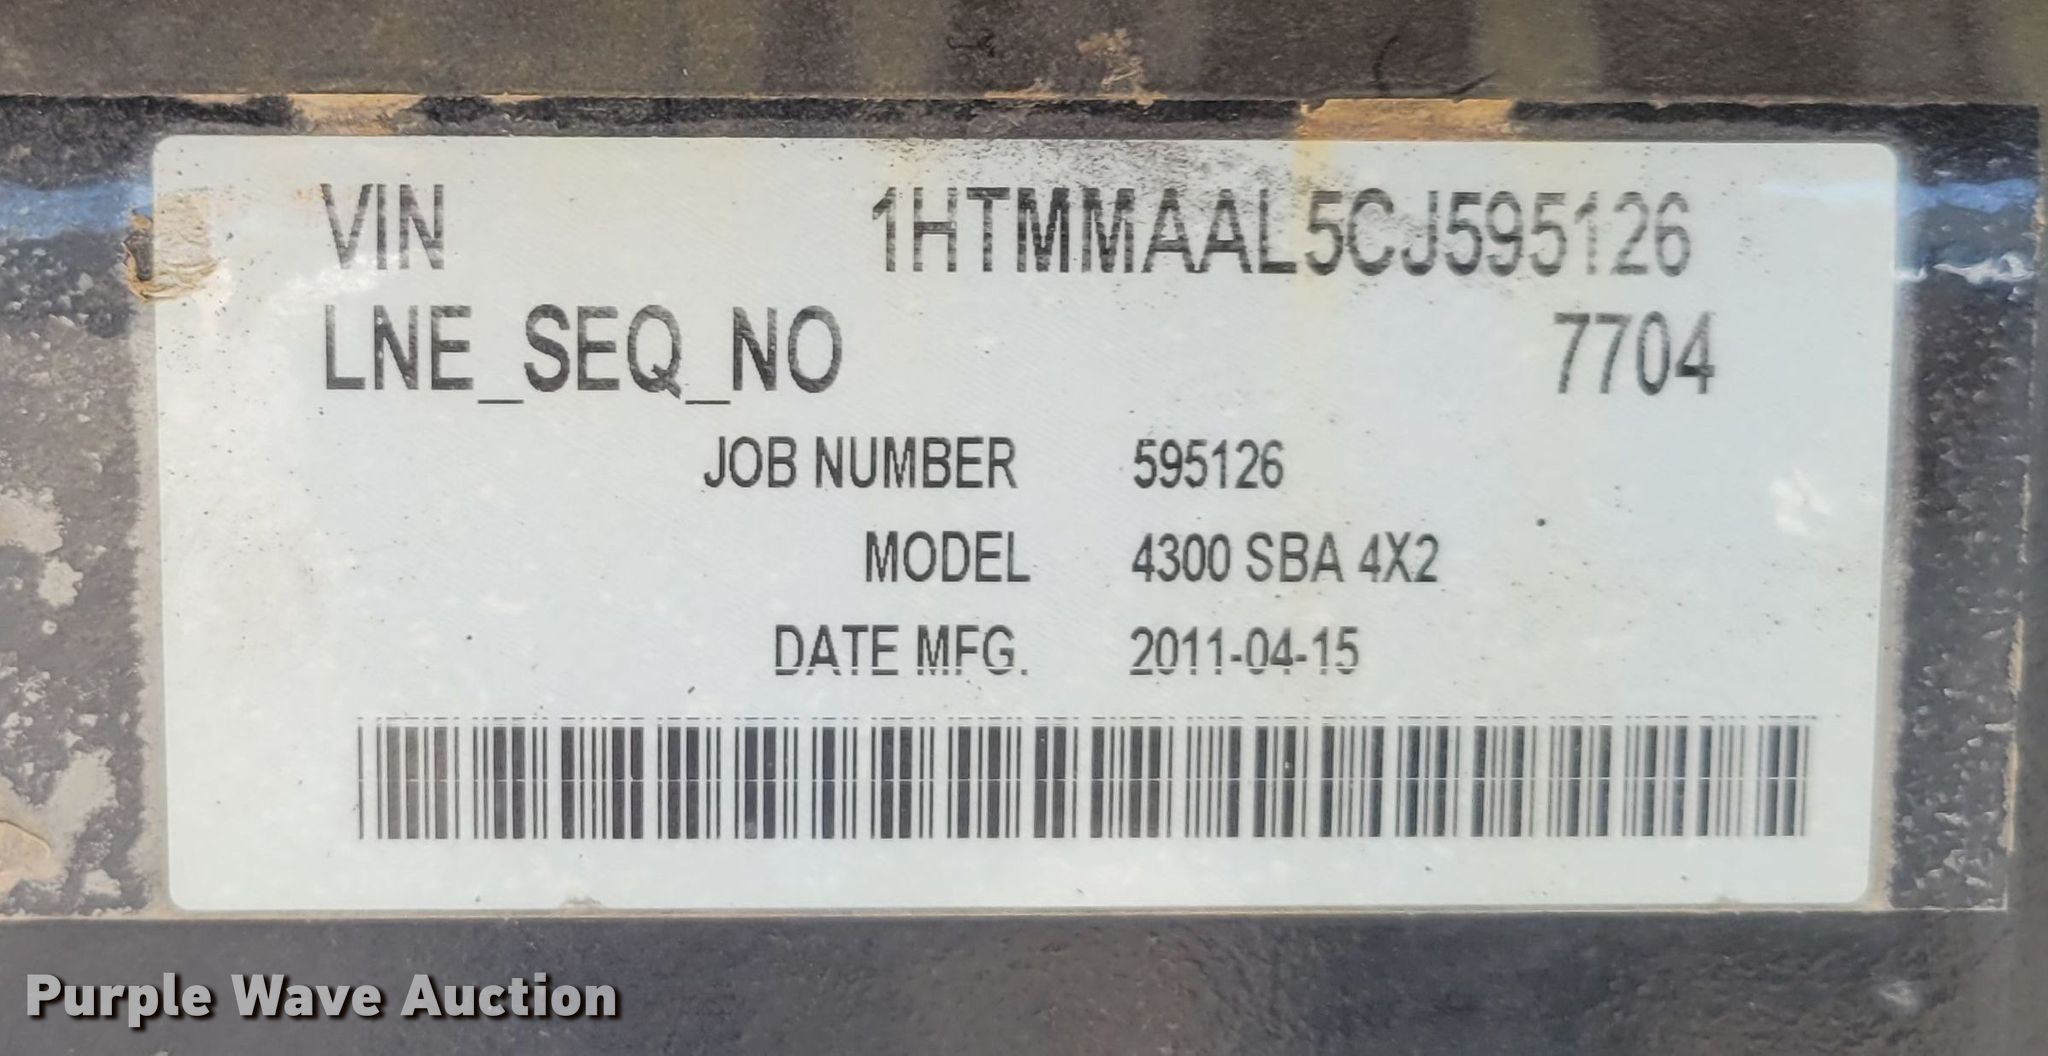 VIN 1HTMMAAL5CJ595126
LNE_SEQ_NO 7704
JOB NUMBER 595126
MODEL 4300 SBA 4X2
DATE MFG. 2011-04-15
Purple Wave Auction